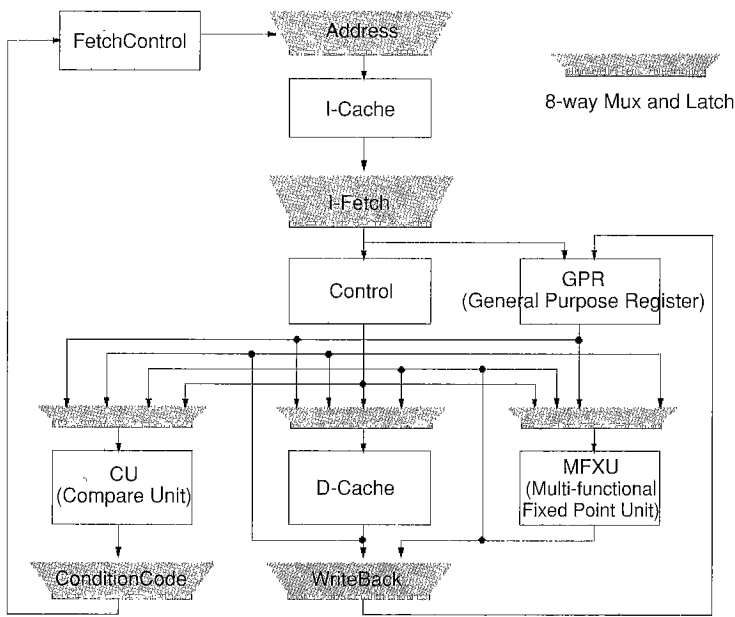 FetchControl
Address
I-Cache
8-way Mux and Latch
I-Fetch
Control
GPR
(General Purpose Register)
CU
(Compare Unit)
D-Cache
MFXU
(Multi-functional
Fixed Point Unit)
ConditionCode
WriteBack